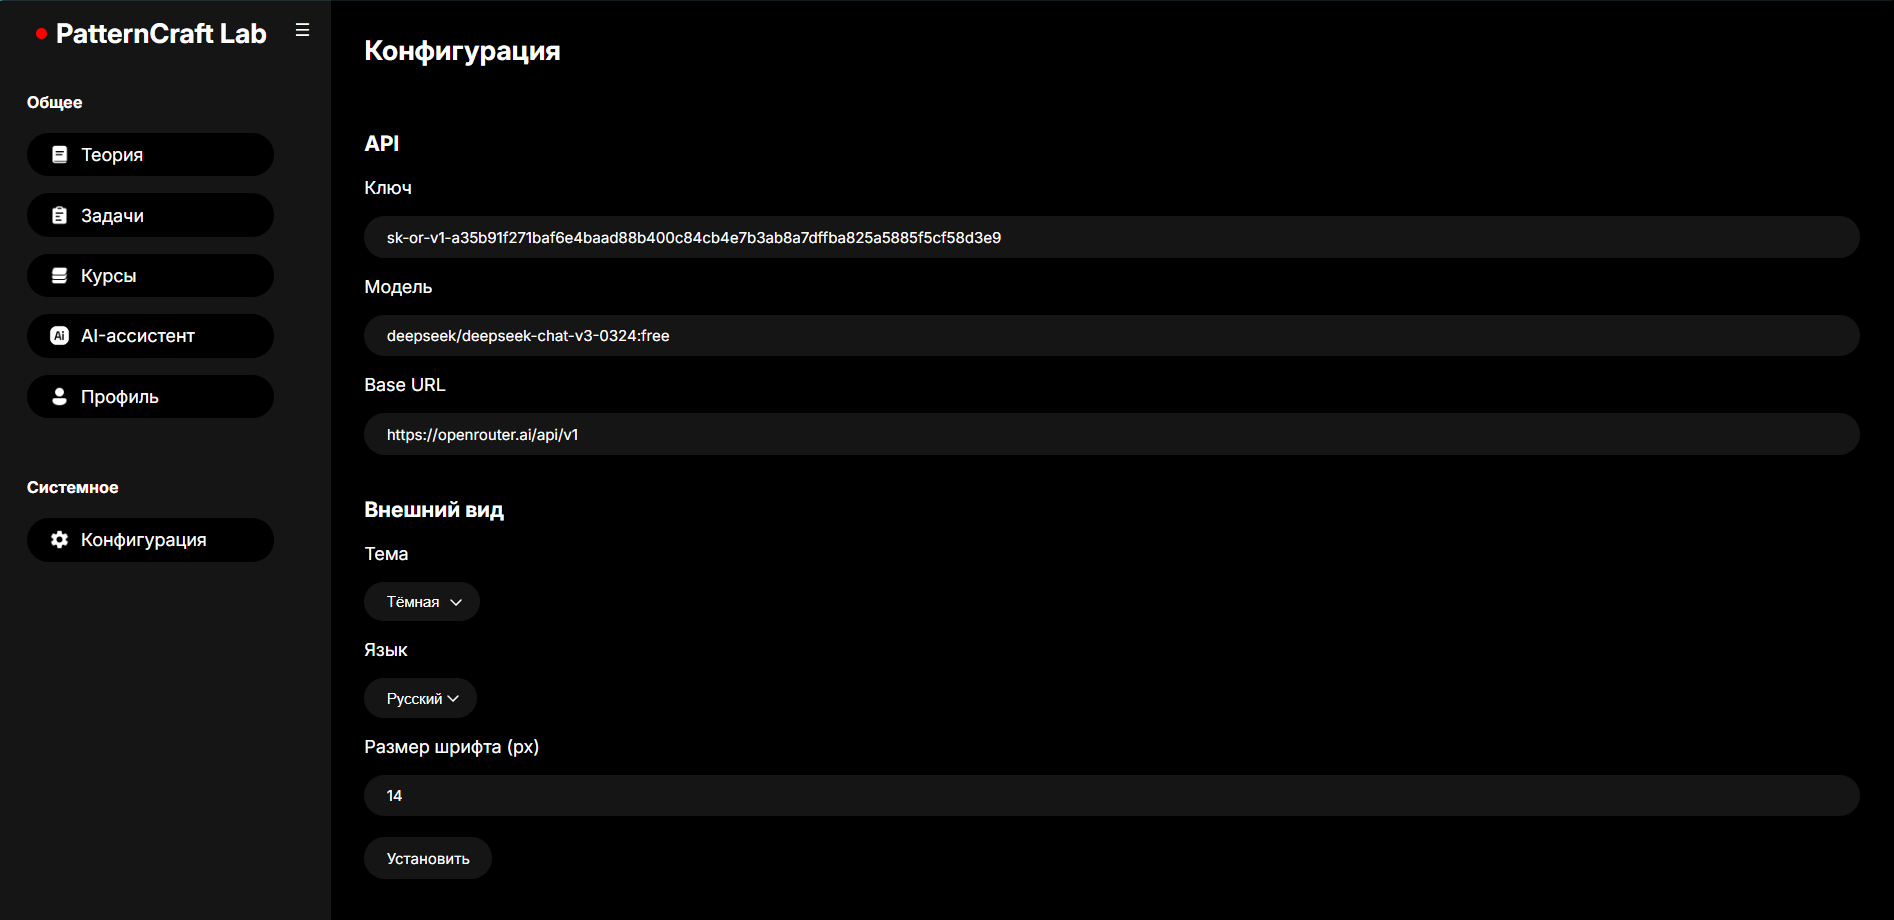 PatternCraft Lab
Общее
Теория
Задачи
Курсы
Ai AI-ассистент
Профиль
Системное
Конфигурация
Конфигурация
API
Ключ
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
Модель
deepseek/deepseek-chat-v3-0324:free
Base URL
https://openrouter.ai/api/v1
Внешний вид
Тема
Тёмная
Язык
Русский
Размер шрифта (px)
14
Установить